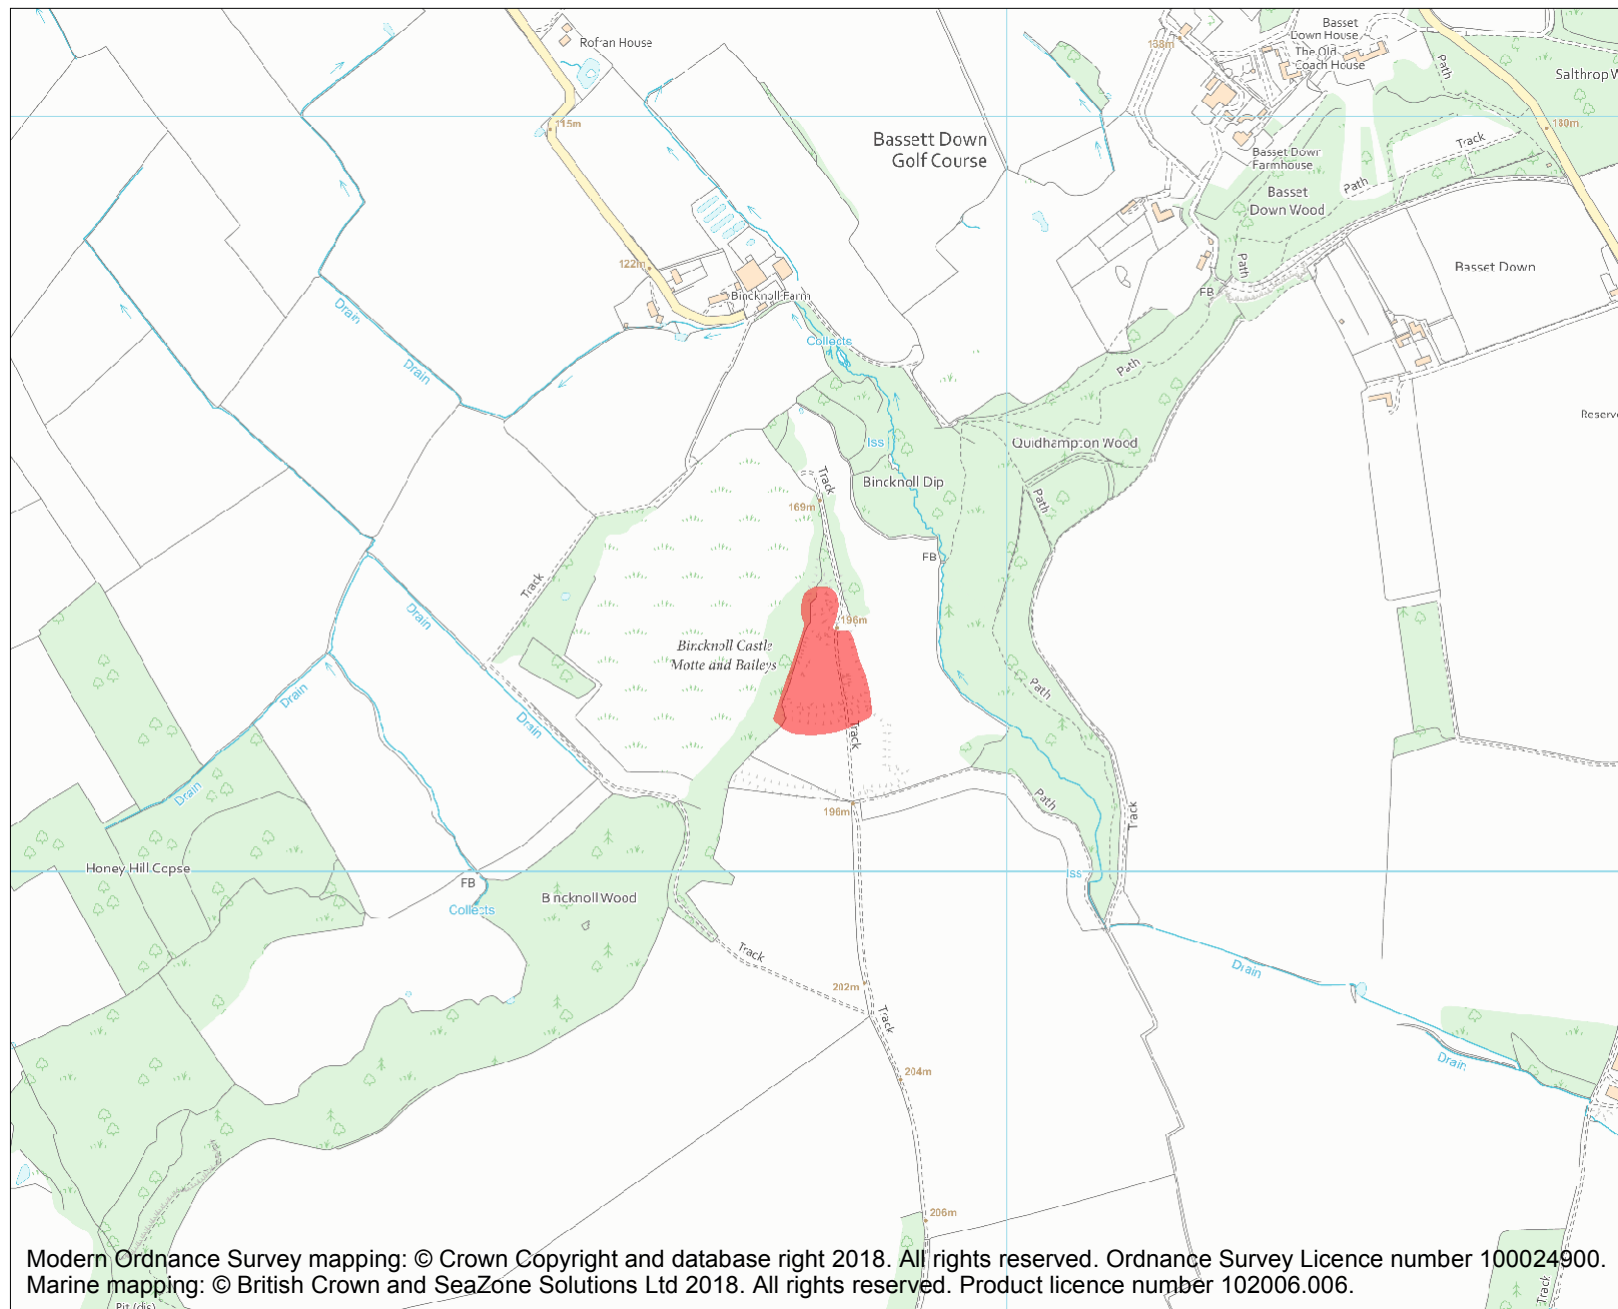 Rofran House
Basset
Down House
The Old
Coach House
138m
Path
Salthrop W
115m
180m
Bassett Down
Golf Course
Track
Basset Down
Farmhouse
Path
Basset
Down Wood
122m
Path
Basset Down
Bincknoll Farm
FB
Drain
Collects
Drain
Path
Reserv
Iss
Quidhampton Wood
Track
Bincknoll Dip
Path
169m
FB
Track
Drain
196m
Bincknoll Castle
Motte and Baileys
Path
Drain
Drain
Track
Drain
Path
196m
Track
Honey Hill Copse
Iss
FB
Bincknoll Wood
Collects
Track
Drain
202m
Track
Drain
204m
206m
Modern Ordnance Survey mapping: © Crown Copyright and database right 2018. All rights reserved. Ordnance Survey Licence number 100024900.
Marine mapping: © British Crown and SeaZone Solutions Ltd 2018. All rights reserved. Product licence number 102006.006.
Track
Pit (dis)